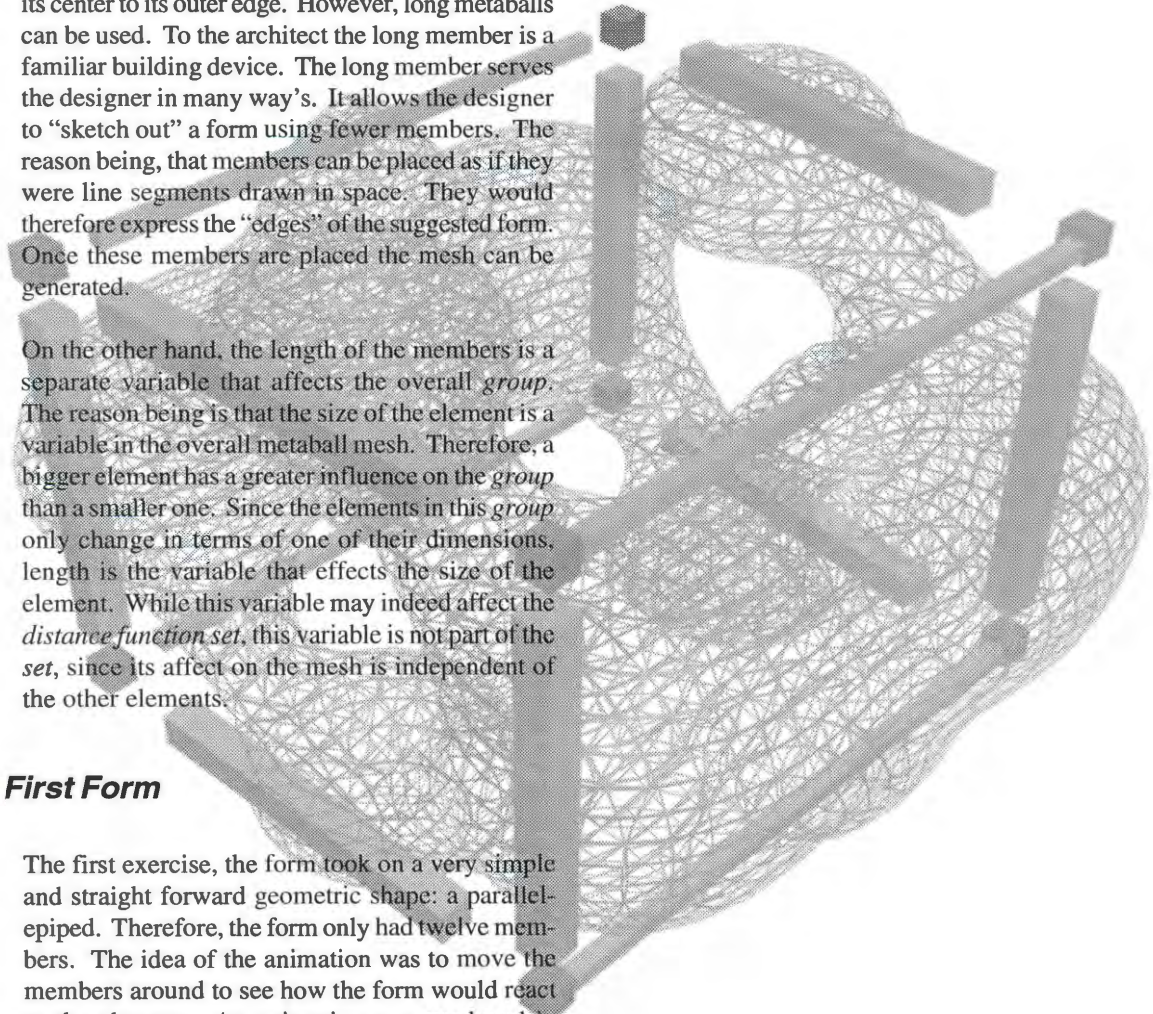 its center to its outer edge. However, long metaballs
can be used. To the architect the long member is a
familiar building device. The long member serves
the designer in many way's. It allows the designer
to “sketch out” a form using fewer members. The
reason being, that members can be placed as if they
were line segments drawn in space. They would
therefore express the “edges” of the suggested form.
Once these members are placed the mesh can be
generated.
On the other hand, the length of the members is a
separate variable that affects the overall group.
The reason being is that the size of the element is a
variable in the overall metaball mesh. Therefore, a
bigger element has a greater influence on the group
than a smaller one. Since the elements in this group
only change in terms of one of their dimensions,
length is the variable that effects the size of the
element. While this variable may indeed affect the
distance function set, this variable is not part of the
set, since its affect on the mesh is independent of
the other elements.
First Form
The first exercise, the form took on a very simple
and straight forward geometric shape: a parallel-
epiped. Therefore, the form only had twelve mem-
bers. The idea of the animation was to move the
members around to see how the form would react